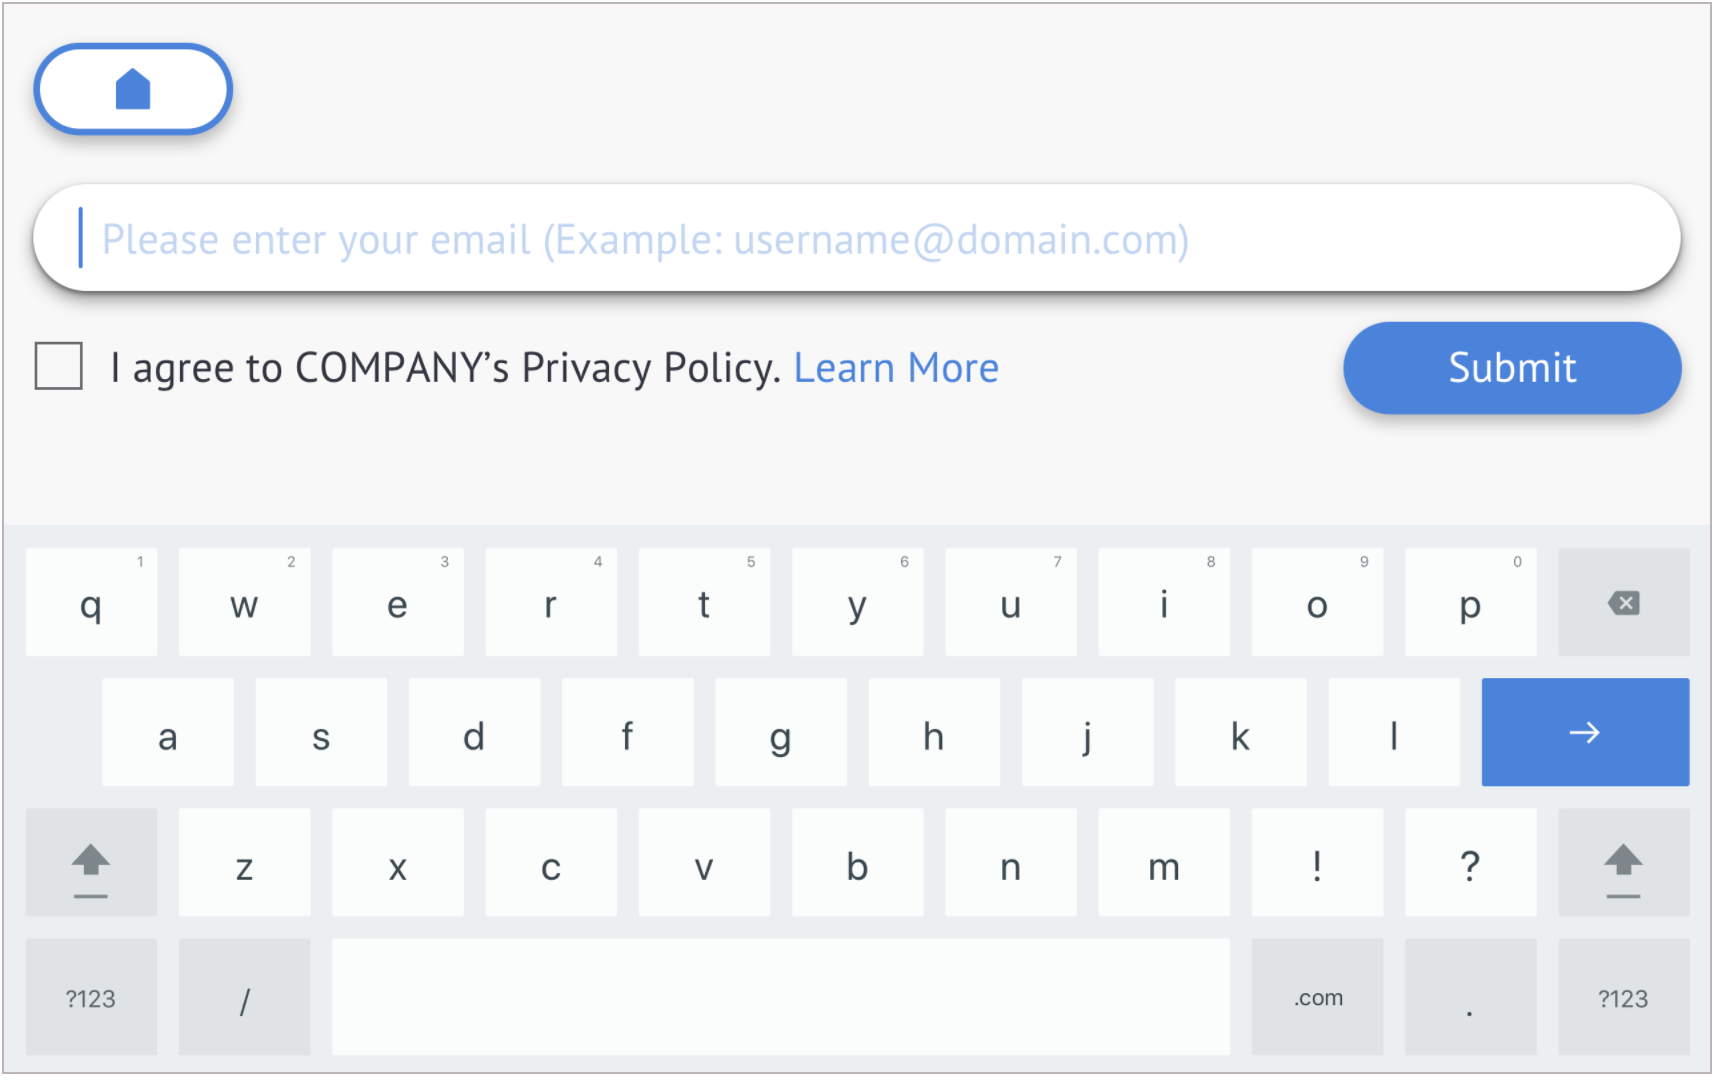 Please enter your email (Example: username@domain.com)
I agree to COMPANY’s Privacy Policy. Learn More
Submit
1 2 3 4 5 6 7 8 9 0
q w e r t y u i o p
a s d f g h j k l
z x c v b n m ! ?
?123 / .com . ?123